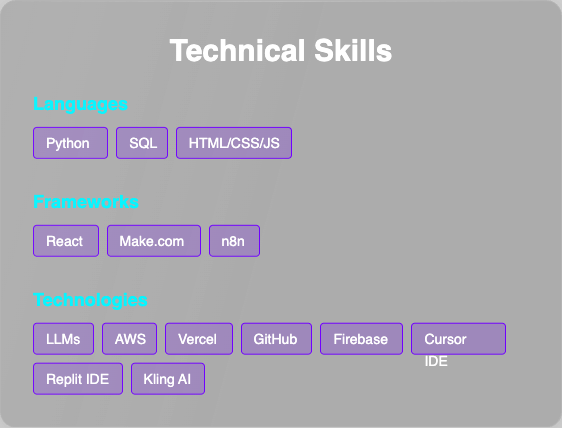 Technical Skills
Languages
Python SQL HTML/CSS/JS
Frameworks
React Make.com n8n
Technologies
LLMs AWS Vercel GitHub Firebase Cursor
IDE
Replit IDE Kling AI